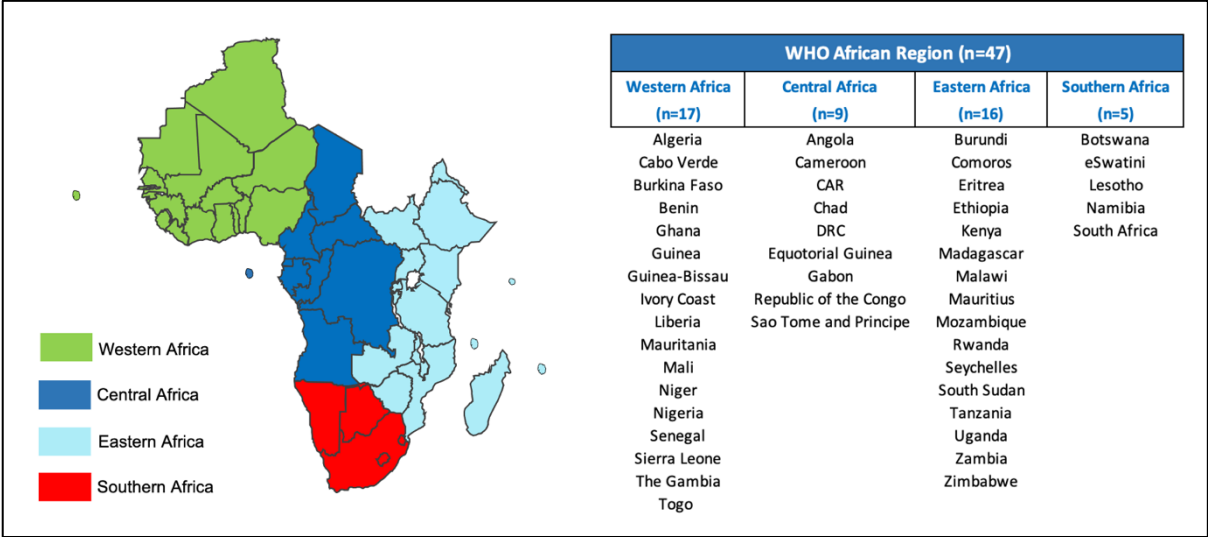 WHO African Region (n=47)
Western Africa Central Africa Eastern Africa Southern Africa
(n=17) (n=9) (n=16) (n=5)
Algeria Angola Burundi Botswana
Cabo Verde Cameroon Comoros eSwatini
Burkina Faso CAR Eritrea Lesotho
Benin Chad Ethiopia Namibia
Ghana DRC Kenya South Africa
Guinea Equotorial Guinea Madagascar
Guinea-Bissau Gabon Malawi
Ivory Coast Republic of the Congo Mauritius
Liberia Sao Tome and Principe Mozambique
Mauritania Rwanda
Mali Seychelles
Niger South Sudan
Nigeria Tanzania
Senegal Uganda
Sierra Leone Zambia
The Gambia Zimbabwe
Togo
Western Africa
Central Africa
Eastern Africa
Southern Africa